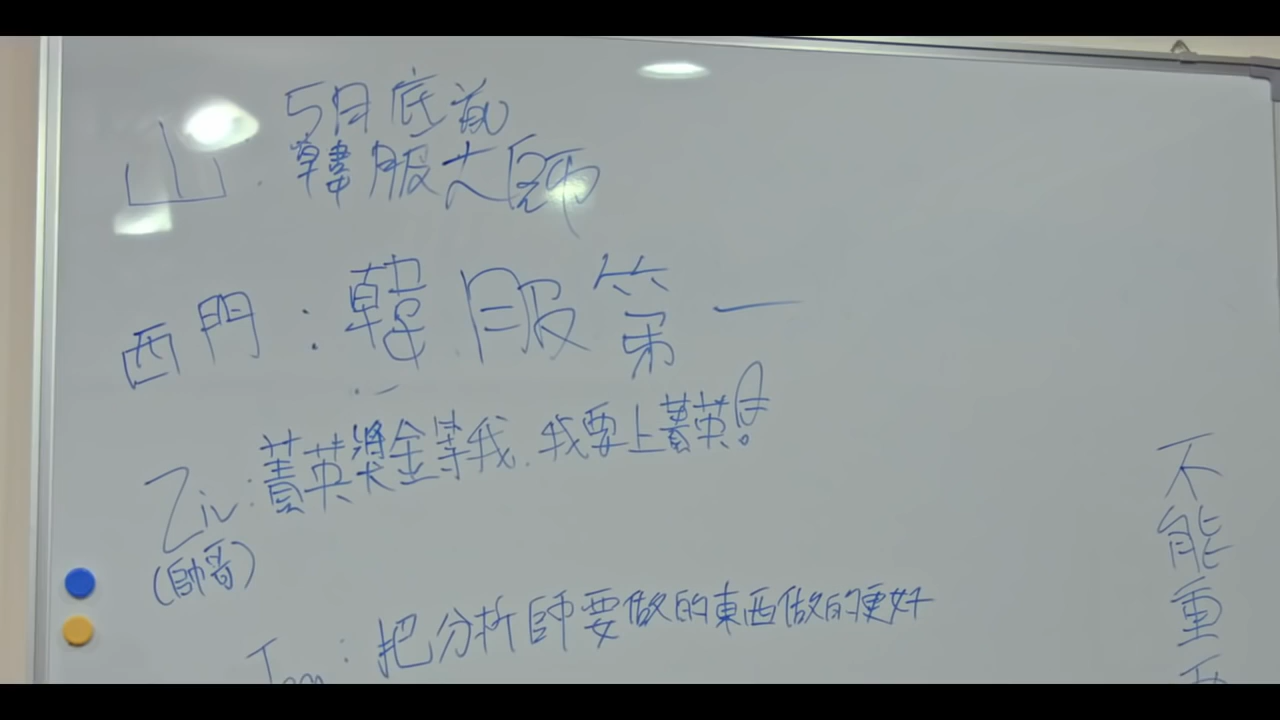 5月底前
山. 韓服大師
西門:韓服第一
Ziv:菁英獎金等我.我要上菁英!
(帥哥)
把分析師要做的東西做的更好
不能重